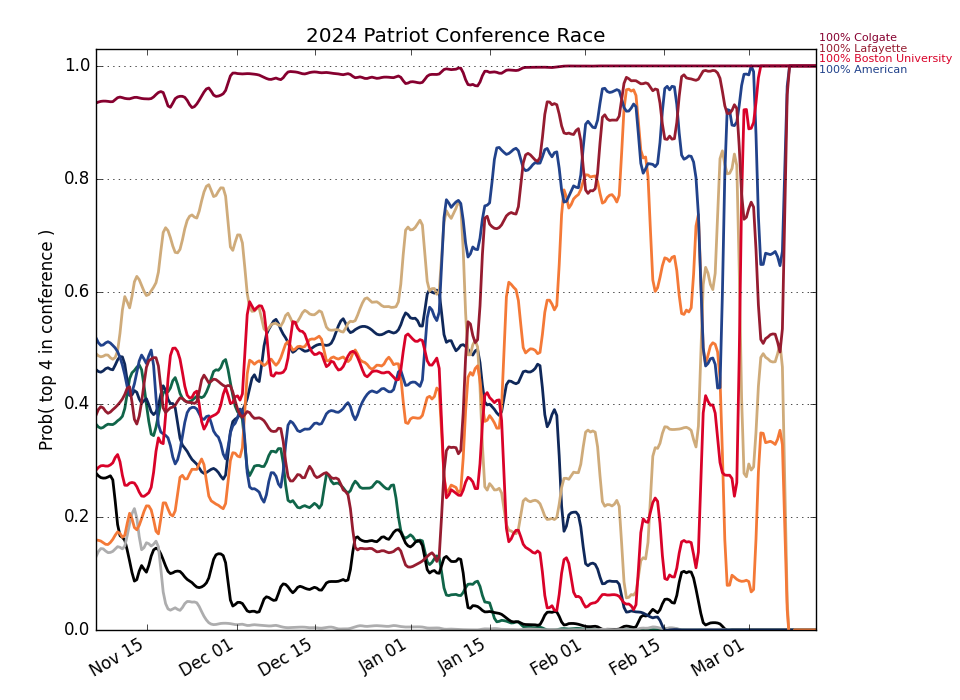 2024 Patriot Conference Race
100% Colgate
100% Lafayette
100% Boston University
100% American
Prob( top 4 in conference )
1.0
0.8
0.6
0.4
0.2
0.0
Nov 15
Dec 01
Dec 15
Jan 01
Jan 15
Feb 01
Feb 15
Mar 01